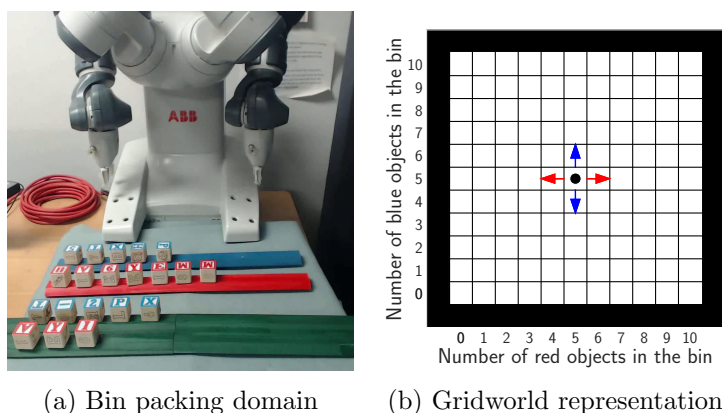 ABB
Number of blue objects in the bin
10
9
8
7
6
5
4
3
2
1
0
0 1 2 3 4 5 6 7 8 9 10
Number of red objects in the bin
(a) Bin packing domain
(b) Gridworld representation